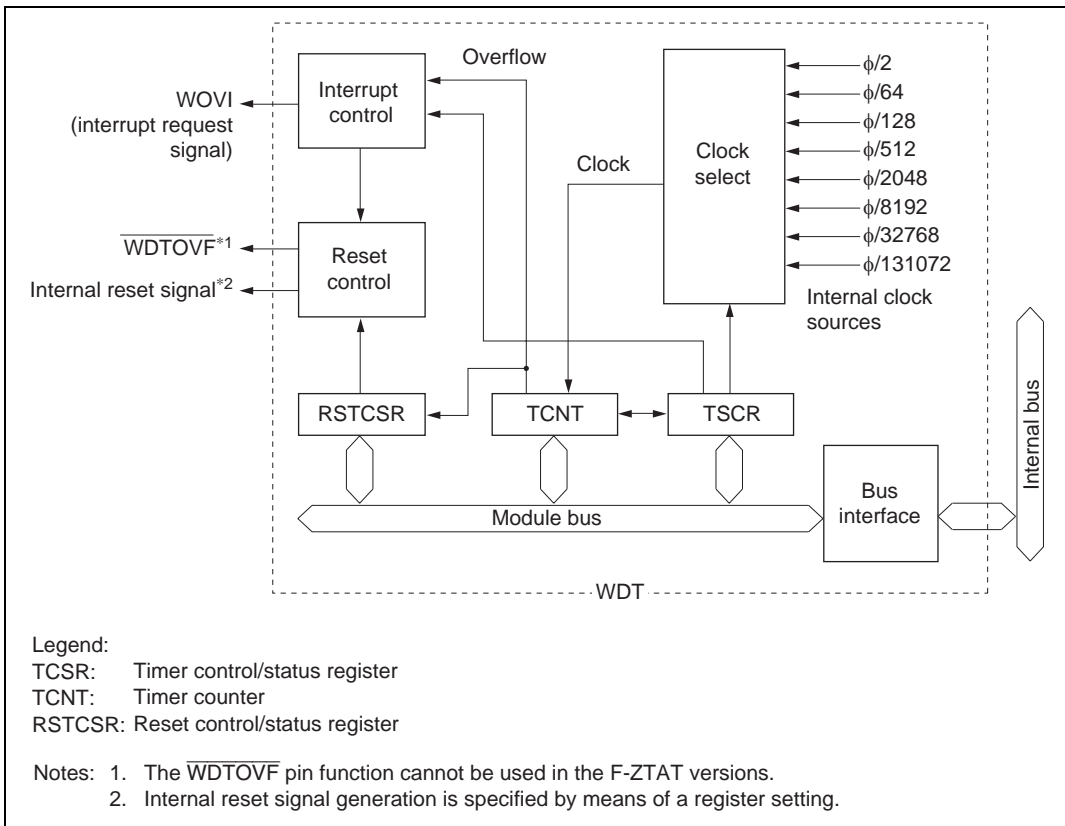 Overflow
Interrupt
control
WOVI
(interrupt request
signal)
Clock
Clock
select
ϕ/2
ϕ/64
ϕ/128
ϕ/512
ϕ/2048
ϕ/8192
ϕ/32768
ϕ/131072
Internal clock
sources
WDTOVF*1
Internal reset signal*2
Reset
control
RSTCSR
TCNT
TSCR
Module bus
Bus
interface
Internal bus
WDT
Legend:
TCSR: Timer control/status register
TCNT: Timer counter
RSTCSR: Reset control/status register
Notes: 1. The WDTOVF pin function cannot be used in the F-ZTAT versions.
2. Internal reset signal generation is specified by means of a register setting.